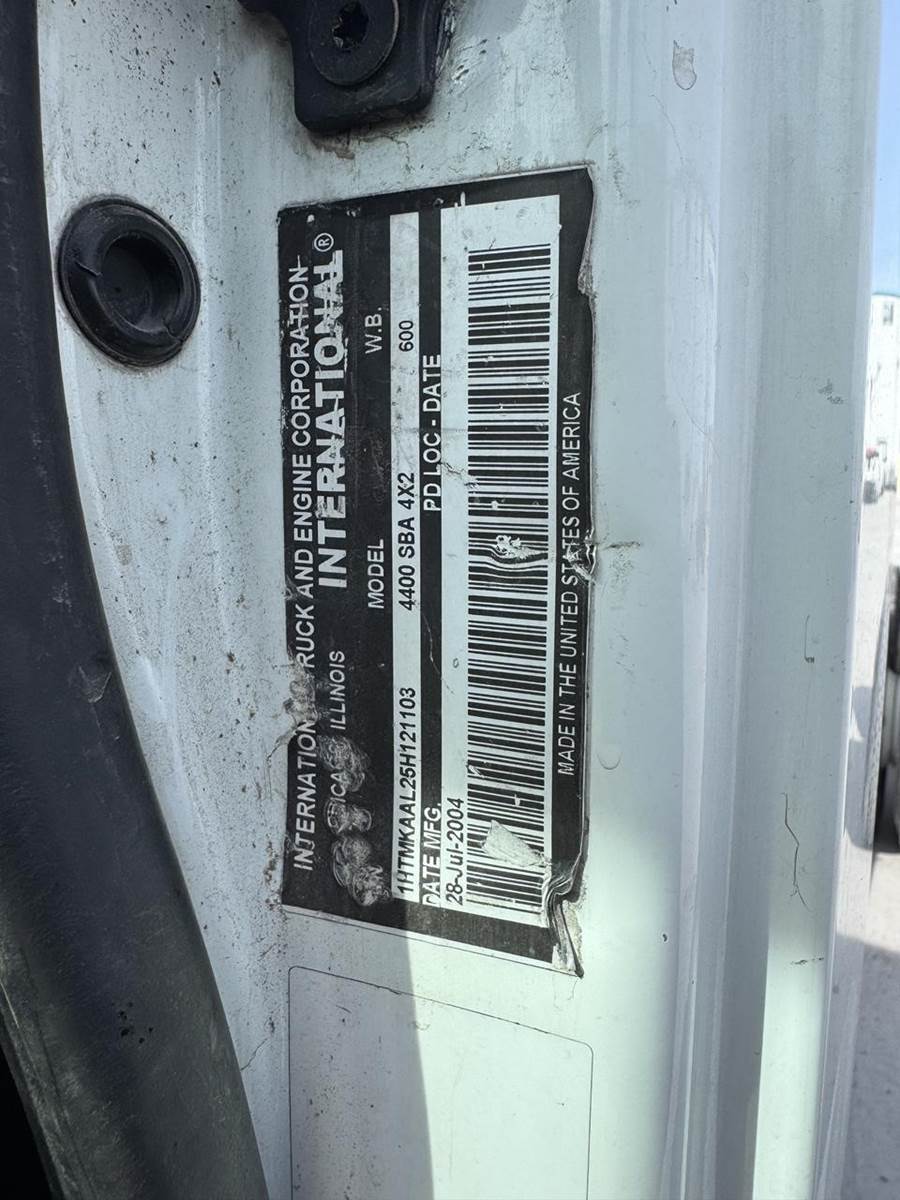 INTERNATIONAL RUCK AND ENGINE CORPORATION
ILLINOIS INTERNATIONAL®
MODEL W.B.
1HTMKAAL25H121103 4400 SBA 4X2 600
DATE MFG. PD LOC - DATE
28-Jul-2004
MADE IN THE UNITED STATES OF AMERICA